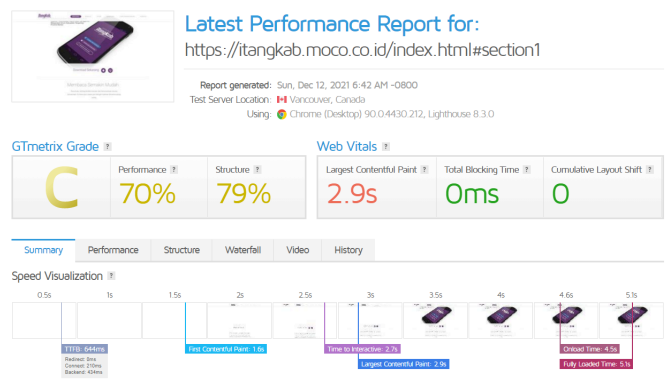 Latest Performance Report for:
https://itangkab.moco.co.id/index.html#section1
Report generated: Sun, Dec 12, 2021 6:42 AM -0800
Test Server Location: Vancouver, Canada
Using: Chrome (Desktop) 90.0.4430.212, Lighthouse 8.3.0
GTmetrix Grade ?
Web Vitals ?
C
Performance ?
70%
Structure ?
79%
Largest Contentful Paint ?
2.9s
Total Blocking Time ?
0ms
Cumulative Layout Shift ?
0
Summary Performance Structure Waterfall Video History
Speed Visualization ?
0.5s 1s 1.5s 2s 2.5s 3s 3.5s 4s 4.6s 5.1s
TTFB: 644ms
Redirect: 0ms
Connect: 210ms
Backend: 434ms
First Contentful Paint: 1.6s
Time to Interactive: 2.7s
Largest Contentful Paint: 2.9s
Onload Time: 4.5s
Fully Loaded Time: 5.1s